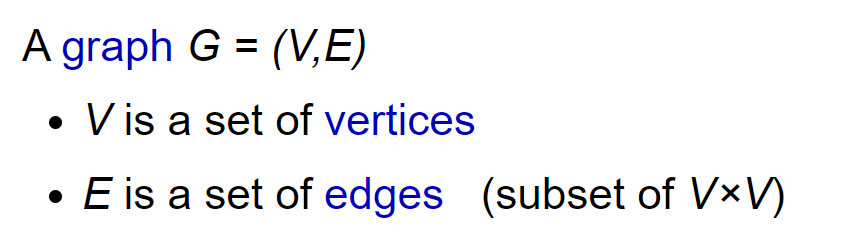 A graph G = (V,E)
• V is a set of vertices
• E is a set of edges (subset of V×V)